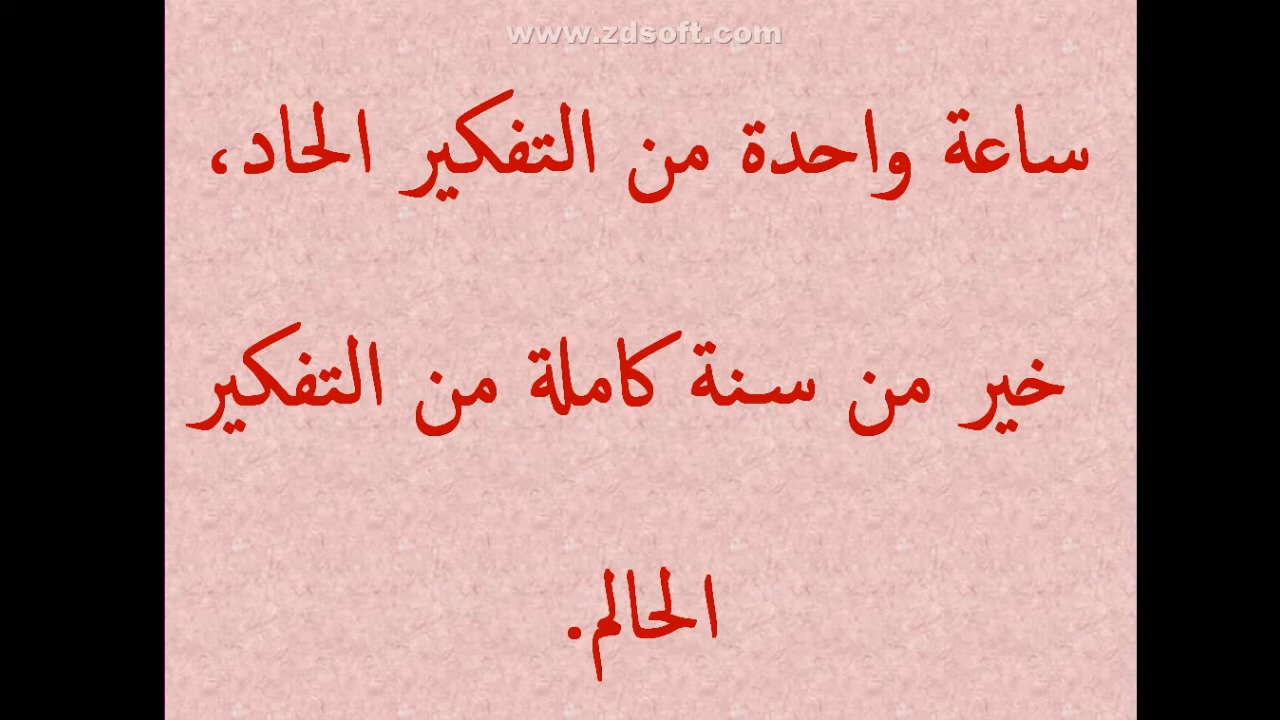 www.zdsoft.com
ساعة واحدة من التفكير الحاد،
خير من سنة كاملة من التفكير
الحالم.